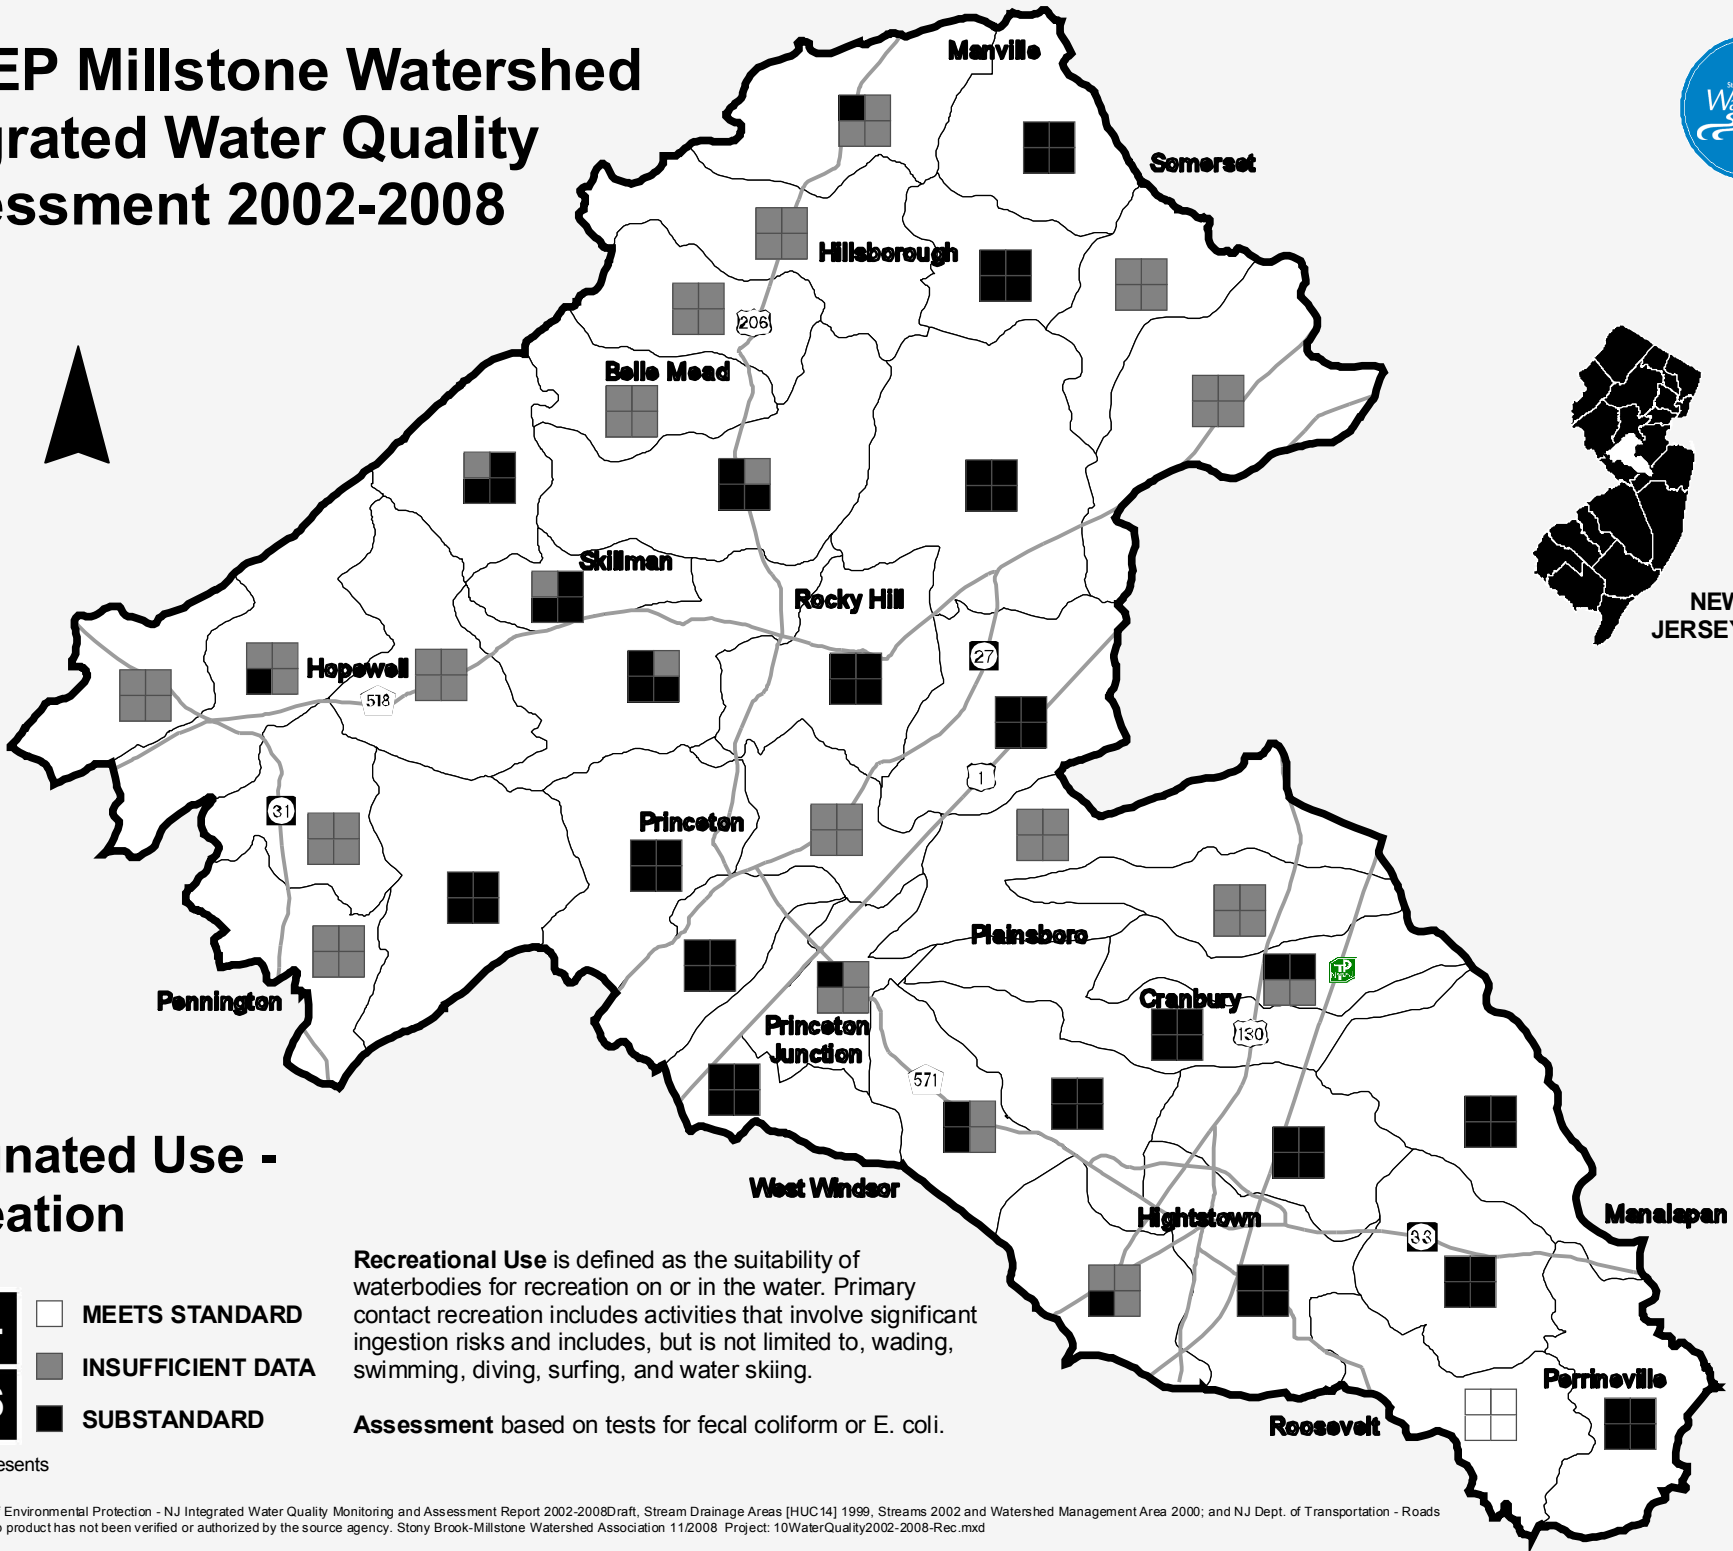 EP Millstone Watershed
grated Water Quality
essment 2002-2008
Manville
Somerset
Hillsborough
206
Belle Mead
Skillman
Rocky Hill
NEW
JERSEY
27
Hopewell
518
1
31
Princeton
Plainsboro
Pennington
Cranbury
Princeton
Junction
130
571
West Windsor
Hightstown
33
Manalapan
Perrineville
Roosevelt
nated Use -
eation
MEETS STANDARD
INSUFFICIENT DATA
SUBSTANDARD
esents
Recreational Use is defined as the suitability of
waterbodies for recreation on or in the water. Primary
contact recreation includes activities that involve significant
ingestion risks and includes, but is not limited to, wading,
swimming, diving, surfing, and water skiing.
Assessment based on tests for fecal coliform or E. coli.
Environmental Protection - NJ Integrated Water Quality Monitoring and Assessment Report 2002-2008Draft, Stream Drainage Areas [HUC14] 1999, Streams 2002 and Watershed Management Area 2000; and NJ Dept. of Transportation - Roads
product has not been verified or authorized by the source agency. Stony Brook-Millstone Watershed Association 11/2008 Project: 10WaterQuality2002-2008-Rec.mxd